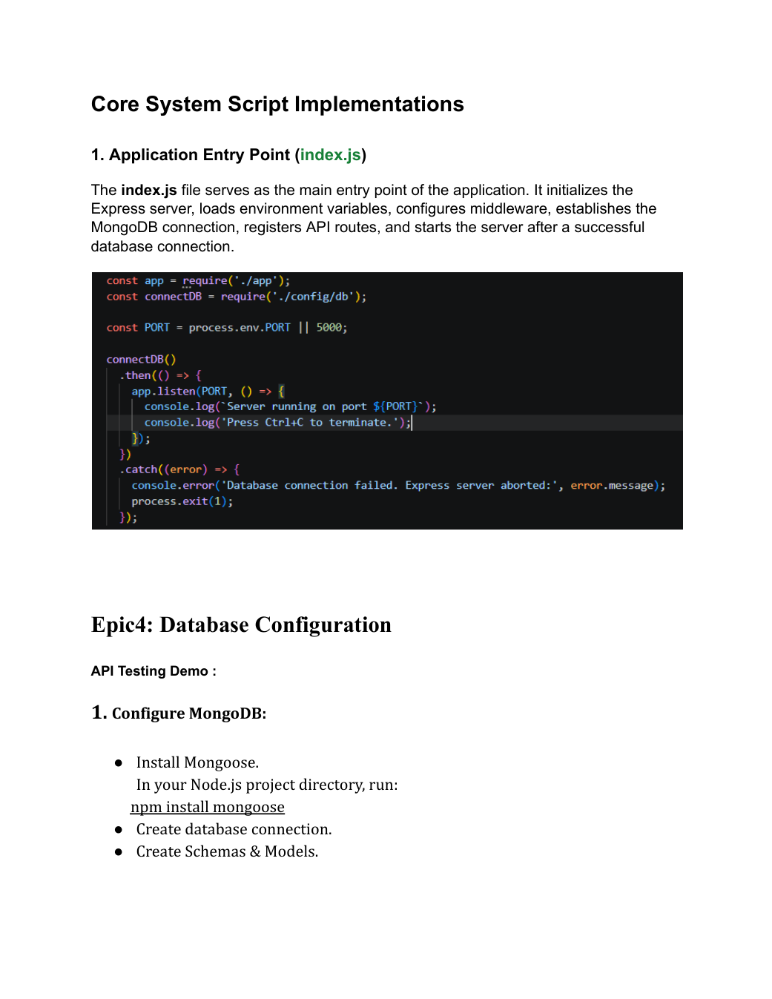 Core System Script Implementations
1. Application Entry Point (index.js)
The index.js file serves as the main entry point of the application. It initializes the
Express server, loads environment variables, configures middleware, establishes the
MongoDB connection, registers API routes, and starts the server after a successful
database connection.
const app = require('./app');
const connectDB = require('./config/db');
const PORT = process.env.PORT || 5000;
connectDB()
.then(() => {
app.listen(PORT, () => {
console.log(`Server running on port ${PORT}`);
console.log('Press Ctrl+C to terminate.');
});
})
.catch((error) => {
console.error('Database connection failed. Express server aborted:', error.message);
process.exit(1);
});
Epic4: Database Configuration
API Testing Demo :
1. Configure MongoDB:
● Install Mongoose.
In your Node.js project directory, run:
npm install mongoose
● Create database connection.
● Create Schemas & Models.